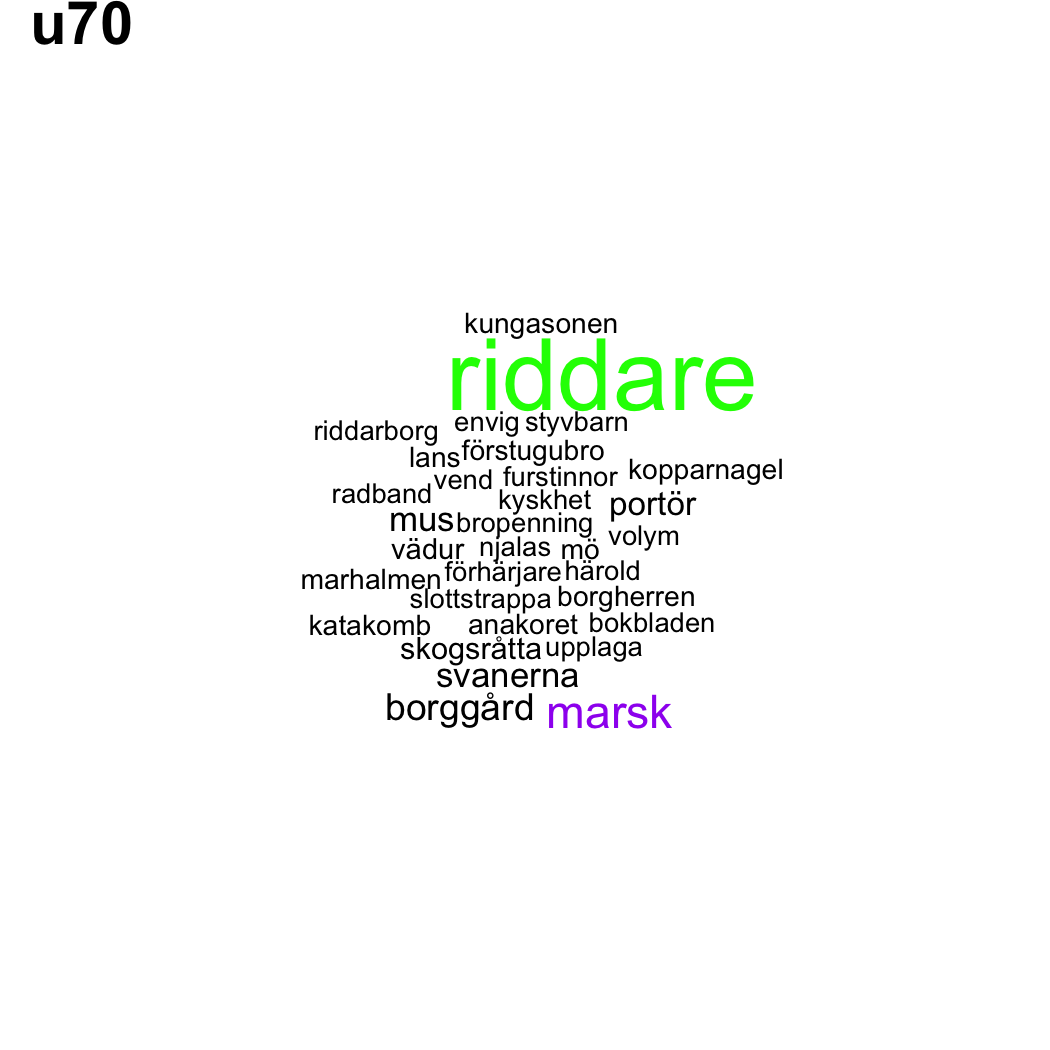 u70
kungasonen
riddare
riddarborg envig styvbarn
lans förstugubro
vend furstinnor kopparnagel
radband kyskhet portör
mus bropenning volym
vädur njalas mö
marhalmen förhärjare härold
slottstrappa borgherren
katakomb anakoret bokbladen
skogsråtta upplaga
svanerna
borggård marsk